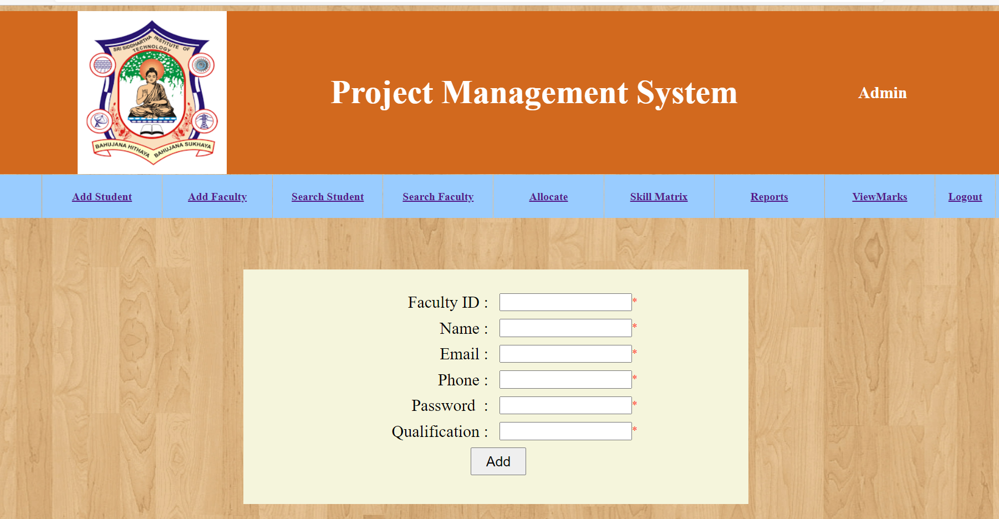 SRI SIDDHARTHA INSTITUTE OF
TECHNOLOGY
BAHUJANA HITHAYA BAHUJANA SUKHAYA
Project Management System
Admin
Add Student Add Faculty Search Student Search Faculty Allocate Skill Matrix Reports ViewMarks Logout
Faculty ID : *
Name : *
Email : *
Phone : *
Password : *
Qualification : *
Add